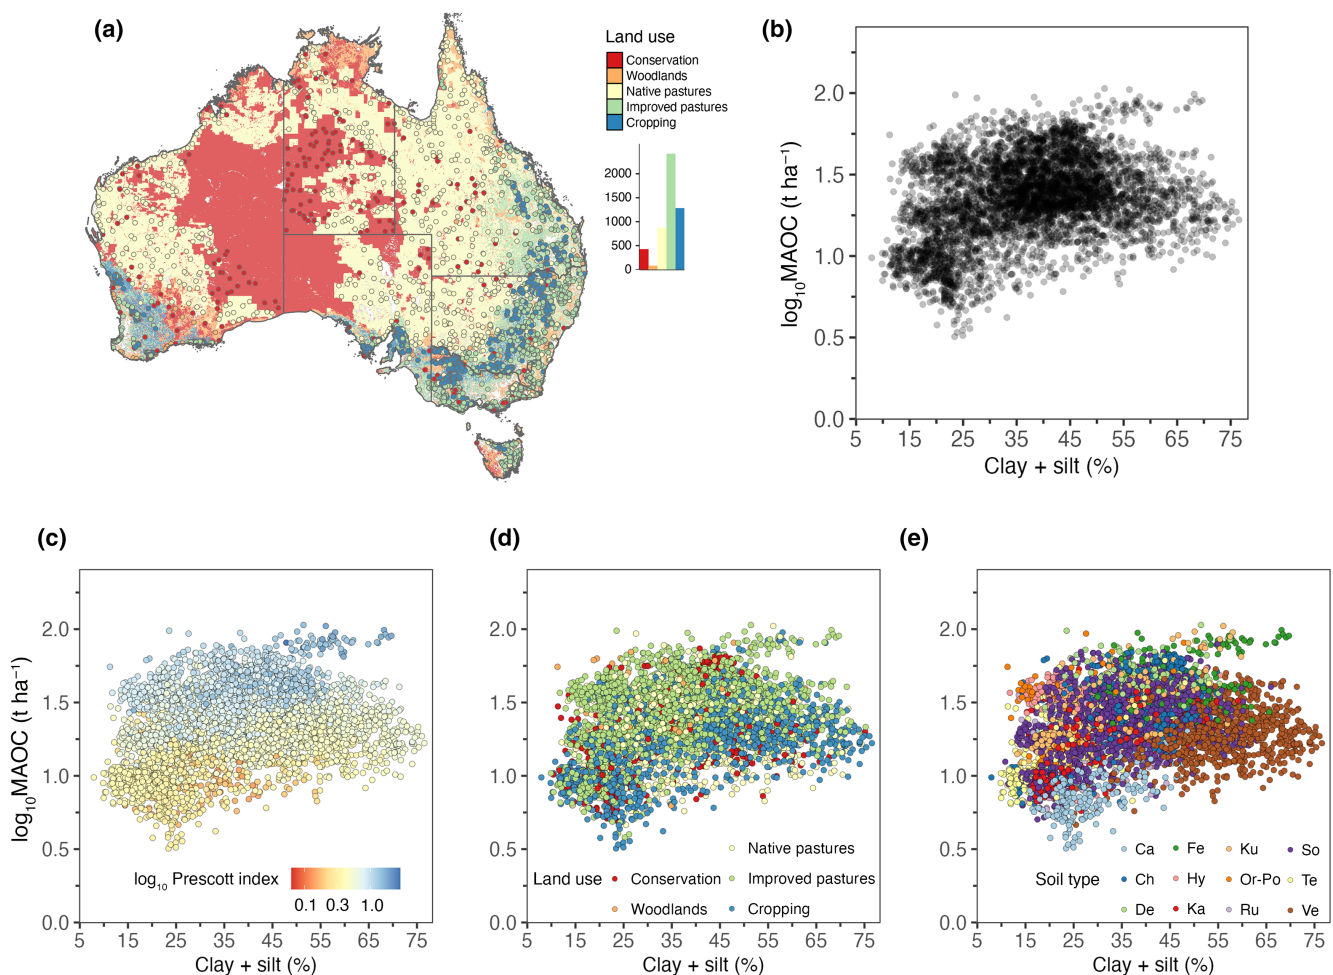 (a)
Land use
Conservation
Woodlands
Native pastures
Improved pastures
Cropping
2000
1500
1000
500
0
(b)
log10MAOC (t ha−1)
2.0
1.5
1.0
0.5
0.0
5 15 25 35 45 55 65 75
Clay + silt (%)
(c)
log10MAOC (t ha−1)
2.0
1.5
1.0
0.5
0.0
log10 Prescott index
0.1 0.3 1.0
5 15 25 35 45 55 65 75
Clay + silt (%)
(d)
2.0
1.5
1.0
0.5
0.0
Native pastures
Land use Conservation Improved pastures
Woodlands Cropping
5 15 25 35 45 55 65 75
Clay + silt (%)
(e)
2.0
1.5
1.0
0.5
0.0
Ca Fe Ku So
Soil type Ch Hy Or-Po Te
De Ka Ru Ve
5 15 25 35 45 55 65 75
Clay + silt (%)